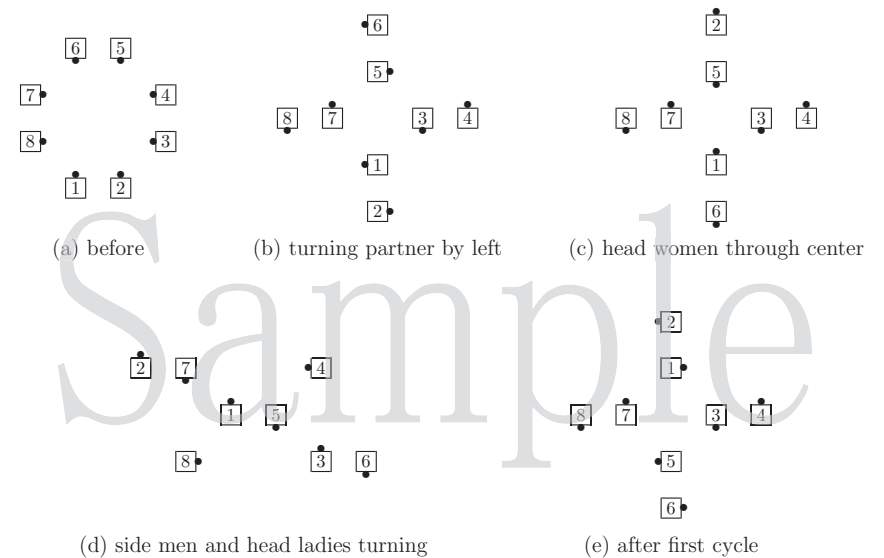 6 5
7 4
8 3
1 2
(a) before
6
5
8 7 3 4
1
2
(b) turning partner by left
2
5
8 7 3 4
1
6
(c) head women through center
2 7 4
1 5
8 3 6
(d) side men and head ladies turning
2
1
8 7 3 4
5
6
(e) after first cycle
Sample